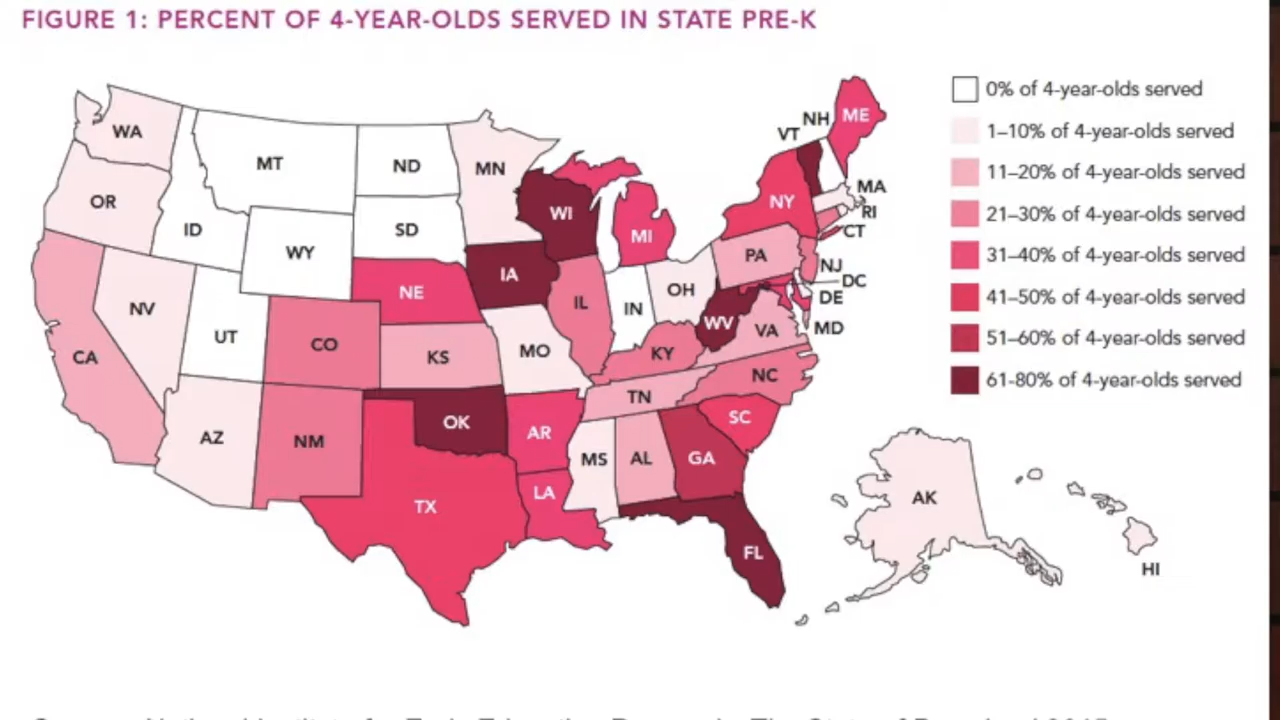 FIGURE 1: PERCENT OF 4-YEAR-OLDS SERVED IN STATE PRE-K
0% of 4-year-olds served
1–10% of 4-year-olds served
11–20% of 4-year-olds served
21–30% of 4-year-olds served
31–40% of 4-year-olds served
41–50% of 4-year-olds served
51–60% of 4-year-olds served
61-80% of 4-year-olds served
WA
MT
ND
MN
VT
NH
ME
OR
ID
WY
SD
WI
MI
NY
MA
RI
CT
NV
UT
CO
NE
IA
IL
IN
OH
PA
NJ
DC
DE
MD
CA
AZ
NM
KS
MO
KY
WV
VA
OK
AR
TN
NC
SC
TX
LA
MS
AL
GA
FL
AK
HI